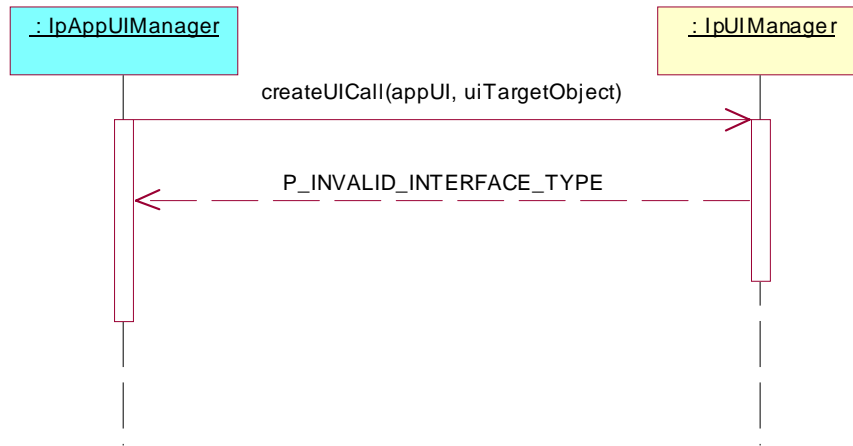 : IpAppUIManager
: IpUIManager
createUICall(appUI, uiTargetObject)
P_INVALID_INTERFACE_TYPE